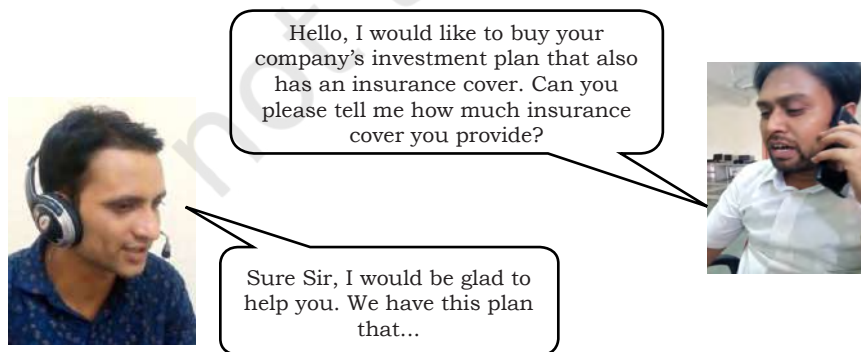 Hello, I would like to buy your
company’s investment plan that also
has an insurance cover. Can you
please tell me how much insurance
cover you provide?
Sure Sir, I would be glad to
help you. We have this plan
that...
not